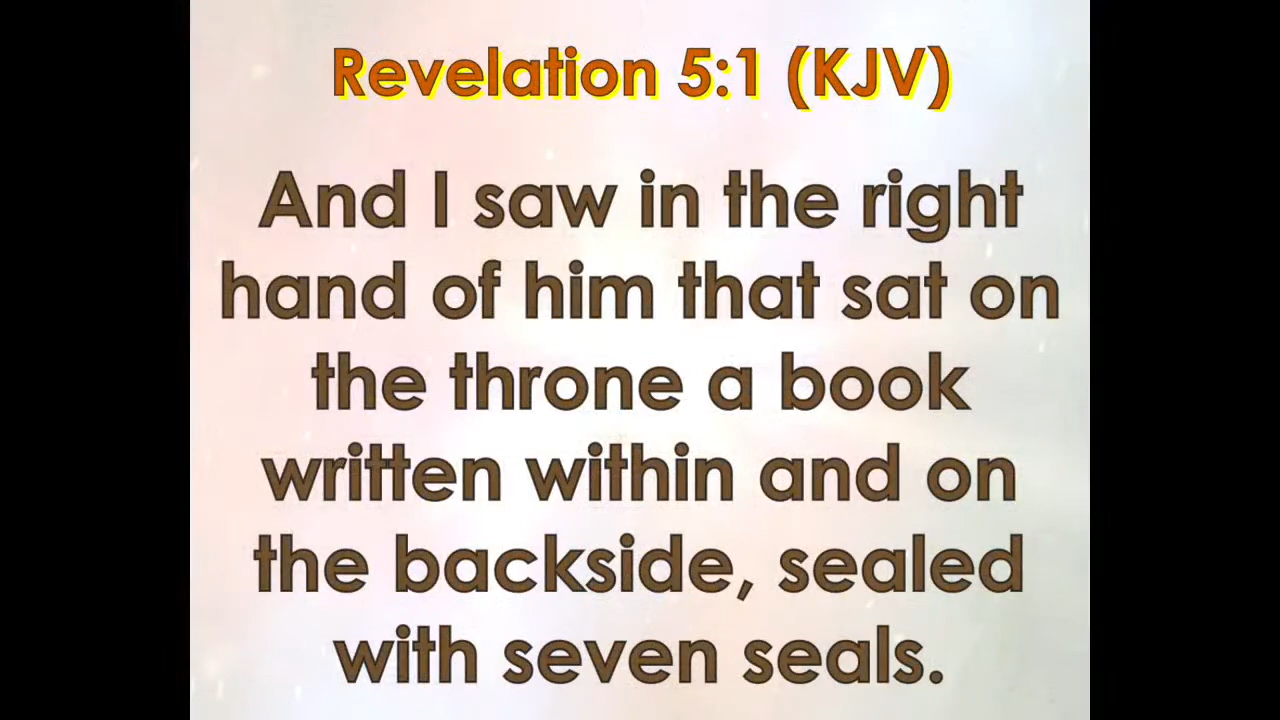 Revelation 5:1 (KJV)
And I saw in the right
hand of him that sat on
the throne a book
written within and on
the backside, sealed
with seven seals.